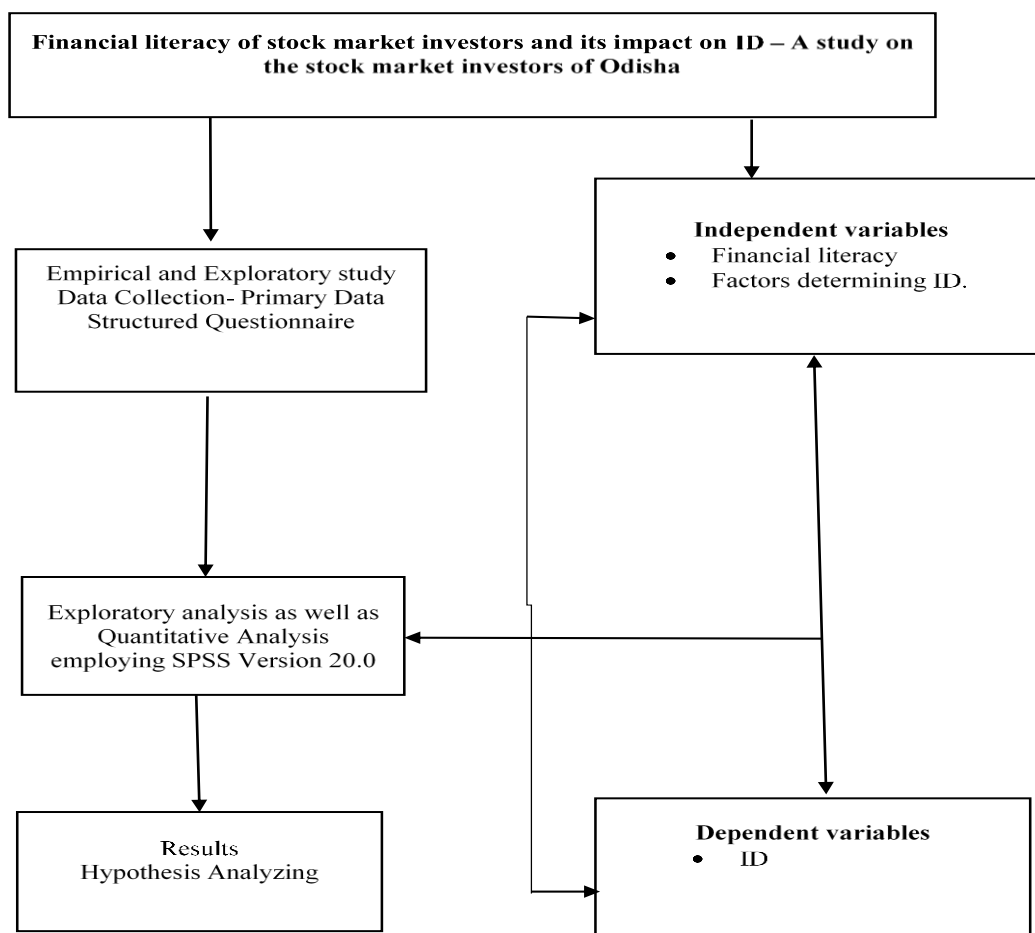 Financial literacy of stock market investors and its impact on ID – A study on
the stock market investors of Odisha
Independent variables
• Financial literacy
• Factors determining ID.
Empirical and Exploratory study
Data Collection- Primary Data
Structured Questionnaire
Exploratory analysis as well as
Quantitative Analysis
employing SPSS Version 20.0
Results
Hypothesis Analyzing
Dependent variables
• ID